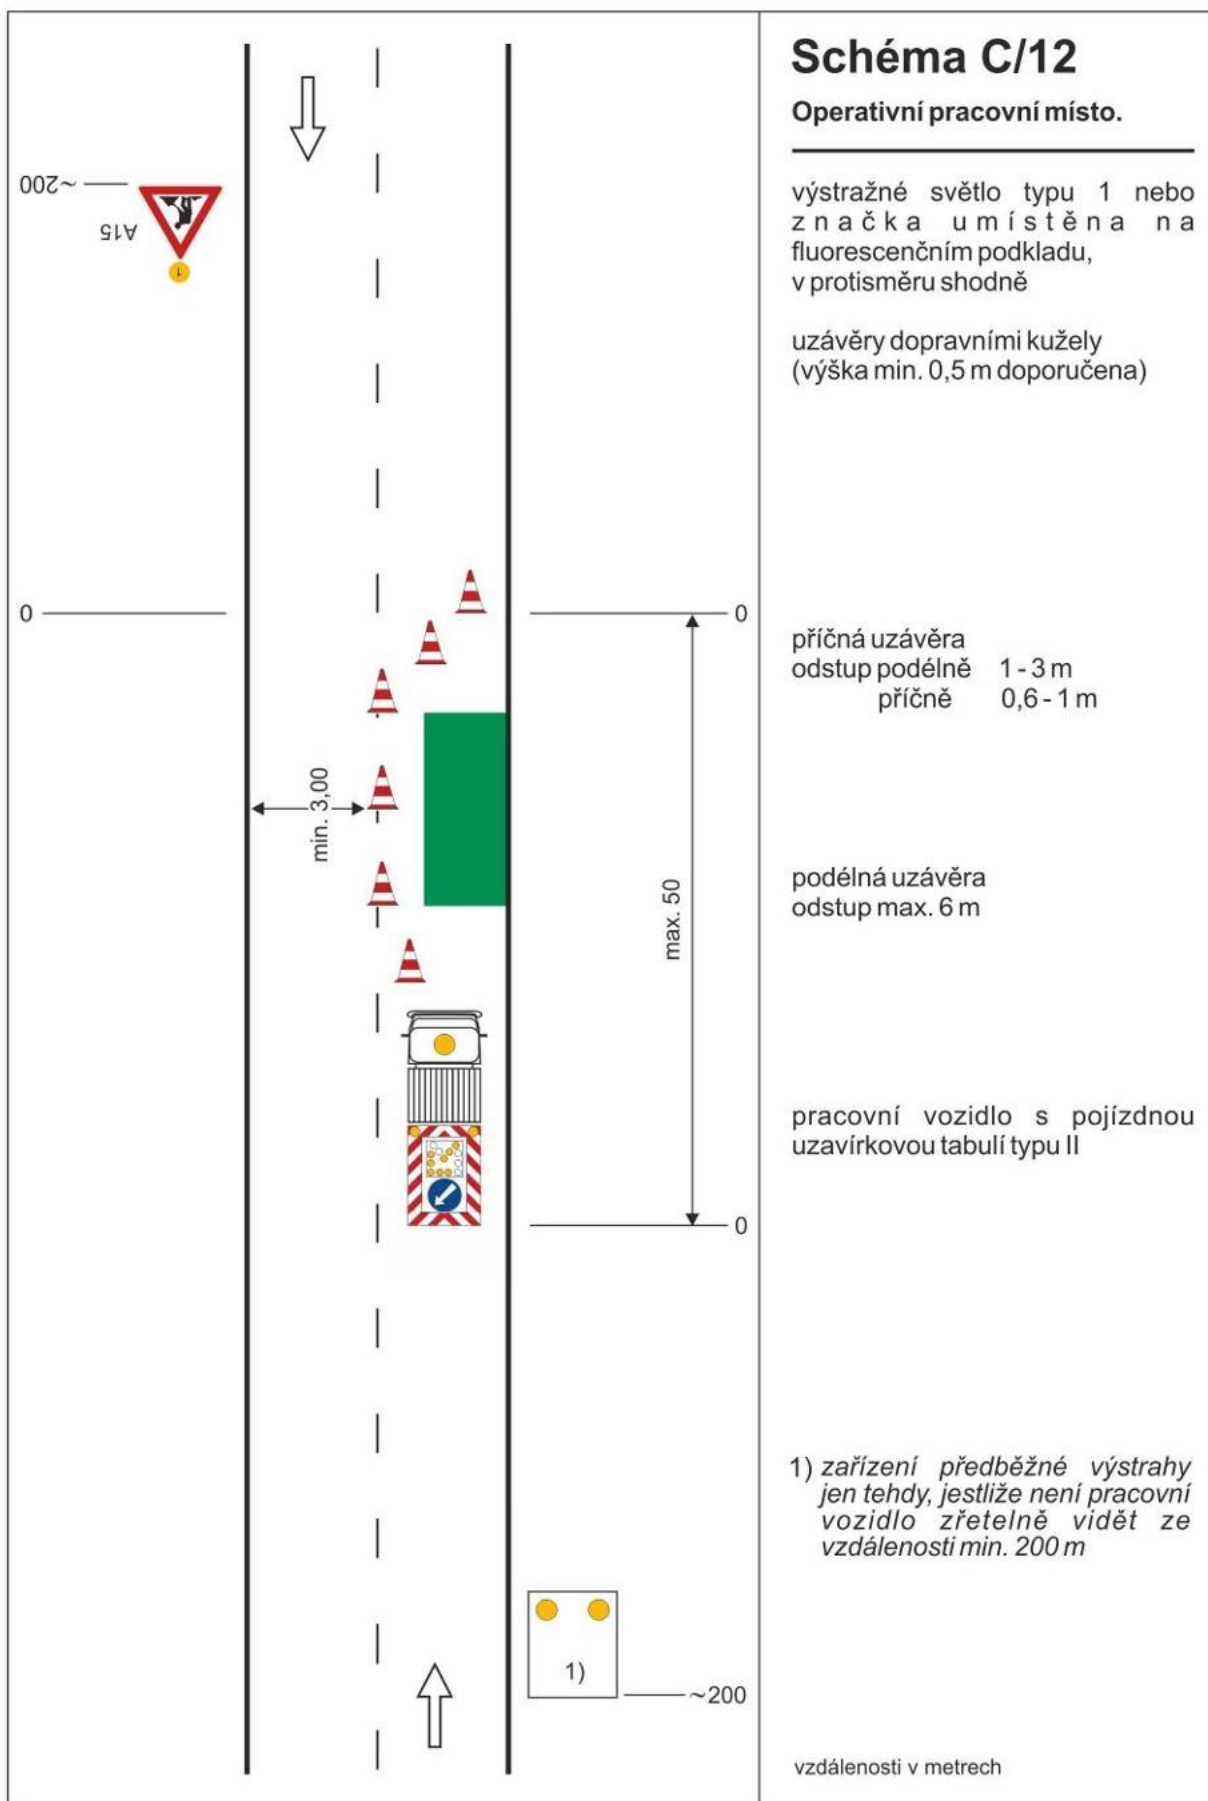 Schéma C/12
Operativní pracovní místo.
výstražné světlo typu 1 nebo
značka umístěna na
fluorescenčním podkladu,
v protisměru shodně
uzávěry dopravními kužely
(výška min. 0,5 m doporučena)
~200
A15
1
0
0
příčná uzávěra
odstup podélně 1 - 3 m
příčně 0,6 - 1 m
min. 3,00
max. 50
podélná uzávěra
odstup max. 6 m
pracovní vozidlo s pojízdnou
uzavírkovou tabulí typu II
0
1) zařízení předběžné výstrahy
jen tehdy, jestliže není pracovní
vozidlo zřetelně vidět ze
vzdálenosti min. 200 m
1)
~200
vzdálenosti v metrech